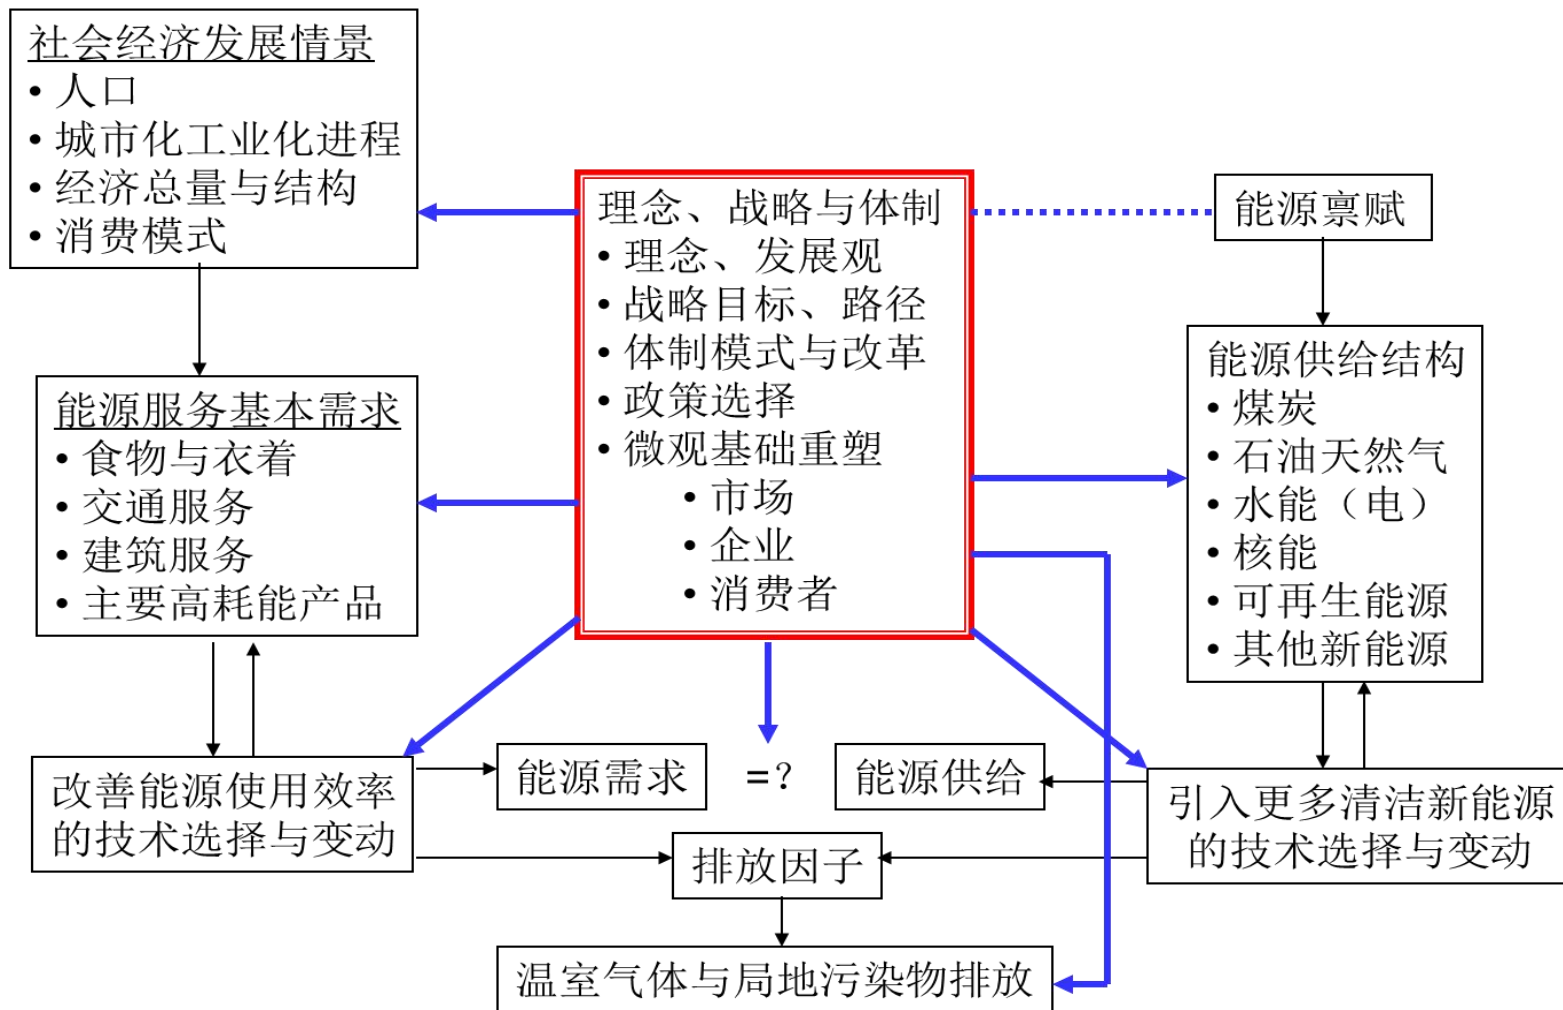 社会经济发展情景
• 人口
• 城市化工业化进程
• 经济总量与结构
• 消费模式
理念、战略与体制
• 理念、发展观
• 战略目标、路径
• 体制模式与改革
• 政策选择
• 微观基础重塑
• 市场
• 企业
• 消费者
能源禀赋
能源服务基本需求
• 食物与衣着
• 交通服务
• 建筑服务
• 主要高耗能产品
能源供给结构
• 煤炭
• 石油天然气
• 水能（电）
• 核能
• 可再生能源
• 其他新能源
改善能源使用效率
的技术选择与变动
能源需求
=?
能源供给
引入更多清洁新能源
的技术选择与变动
排放因子
温室气体与局地污染物排放